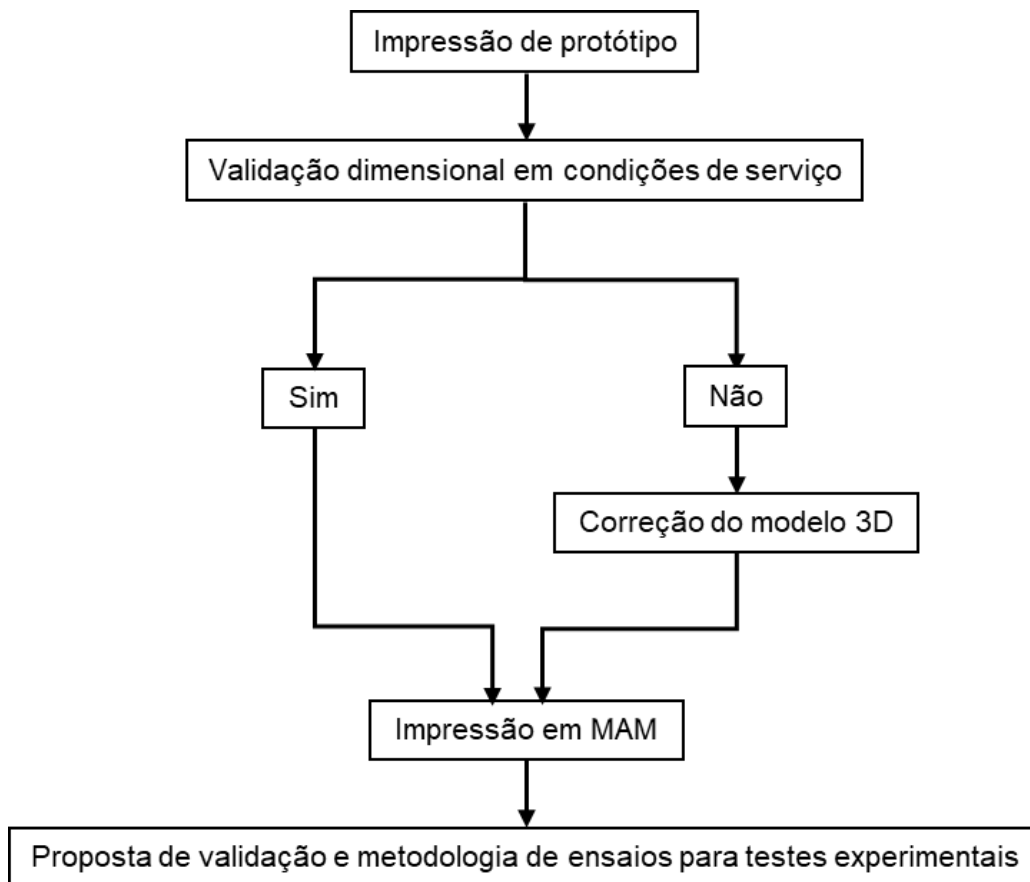 Impressão de protótipo
Validação dimensional em condições de serviço
Sim
Não
Correção do modelo 3D
Impressão em MAM
Proposta de validação e metodologia de ensaios para testes experimentais